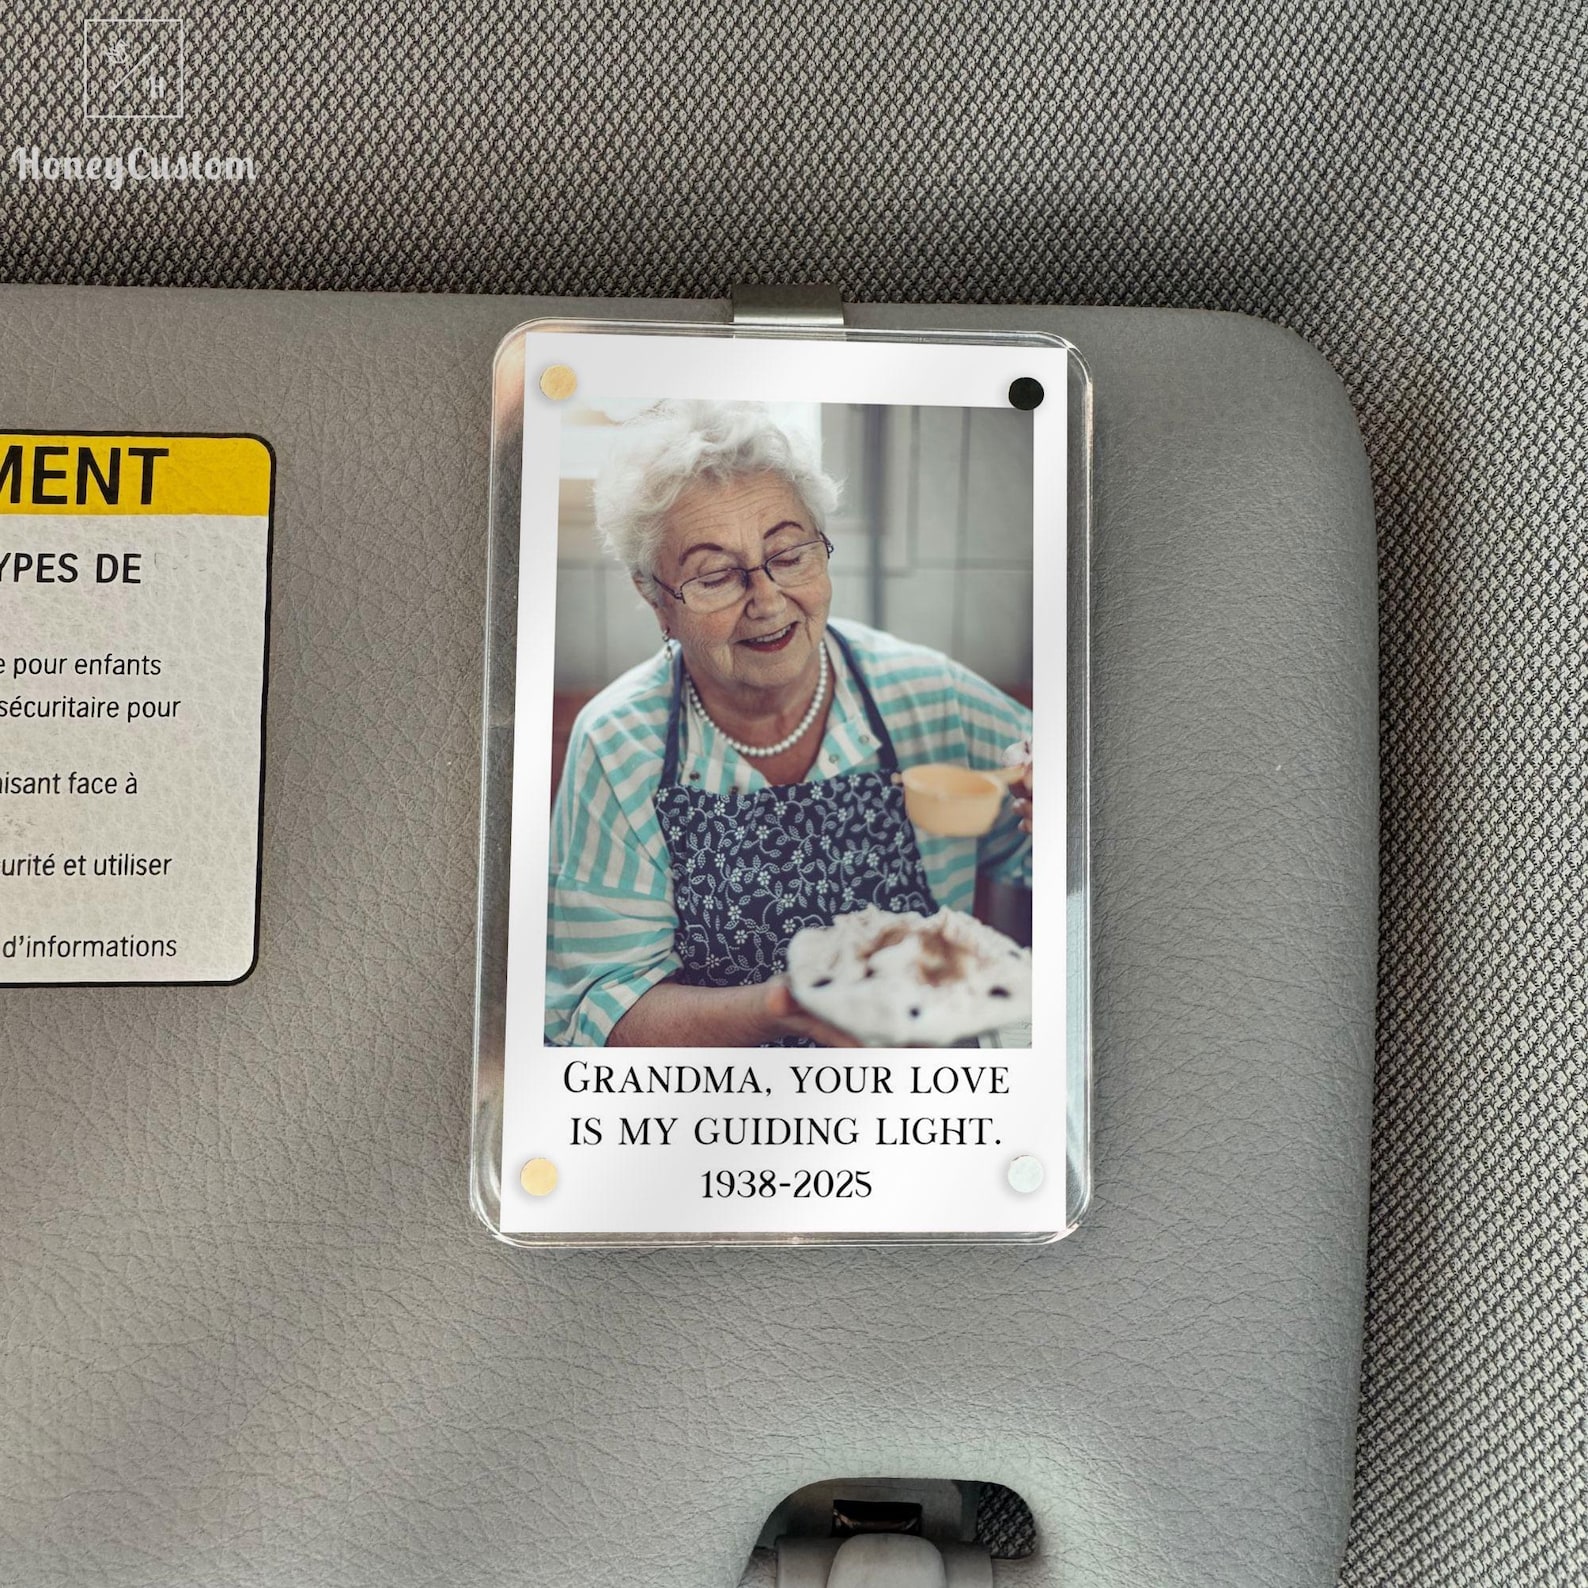 H
HoneyCustom
MENT
YPES DE
e pour enfants
sécuritaire pour
isant face à
urité et utiliser
d'informations
Grandma, your love
is my guiding light.
1938-2025